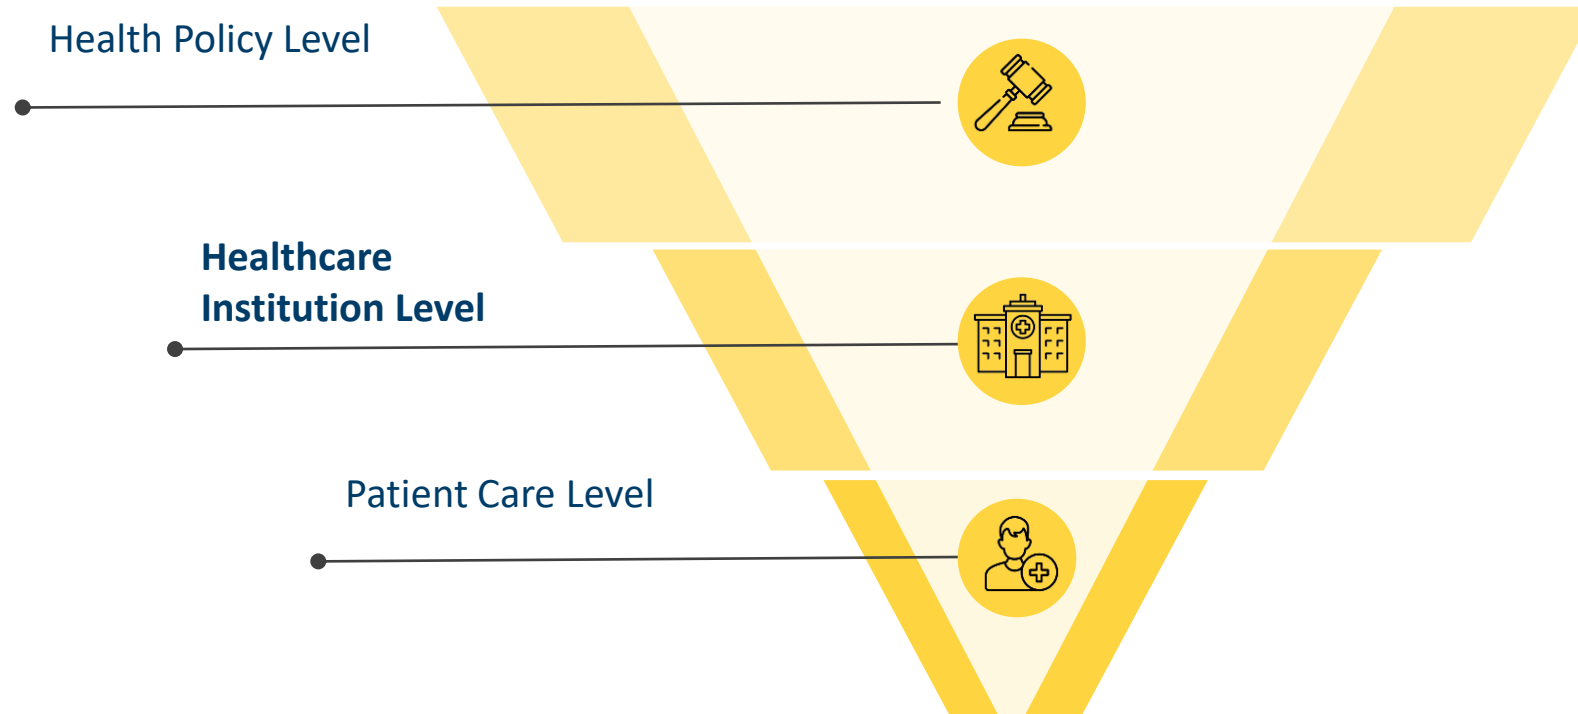 Health Policy Level
Healthcare
Institution Level
Patient Care Level